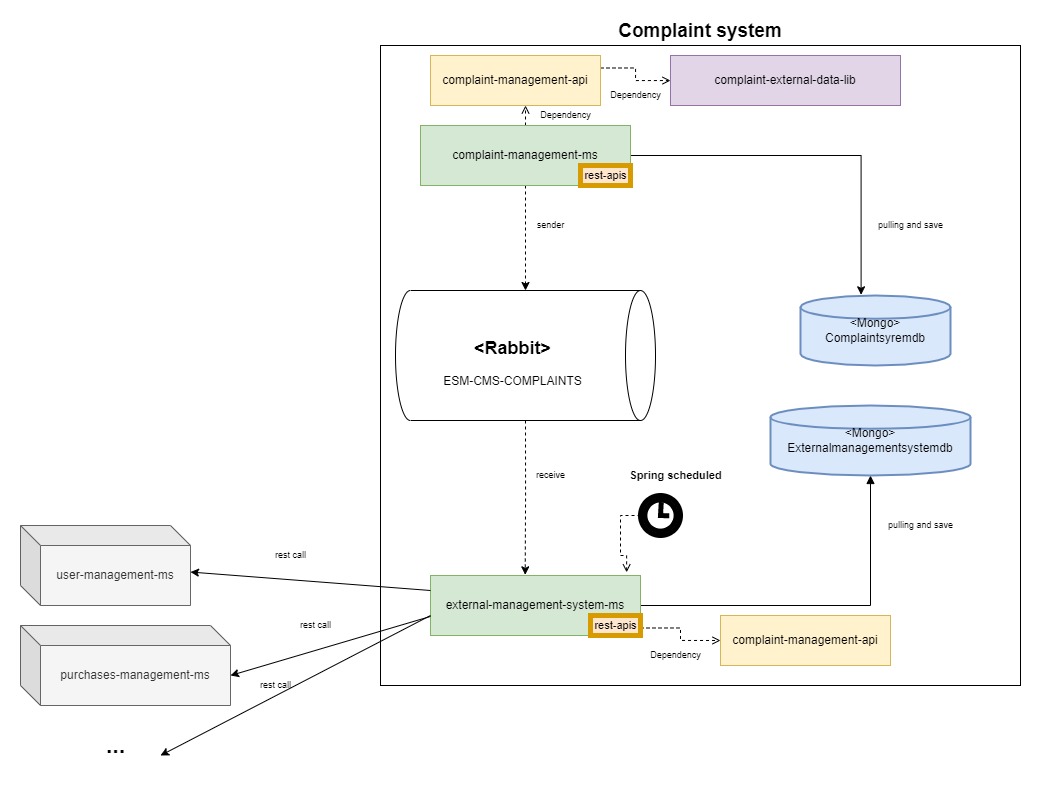 Complaint system
complaint-management-api
complaint-external-data-lib
Dependency
Dependency
complaint-management-ms
rest-apis
sender
pulling and save
<Rabbit>
ESM-CMS-COMPLAINTS
<Mongo>
Complaintsyremdb
<Mongo>
Externalmanagementsystemdb
receive
Spring scheduled
pulling and save
rest call
user-management-ms
external-management-system-ms
rest-apis
rest call
complaint-management-api
Dependency
purchases-management-ms
rest call
...